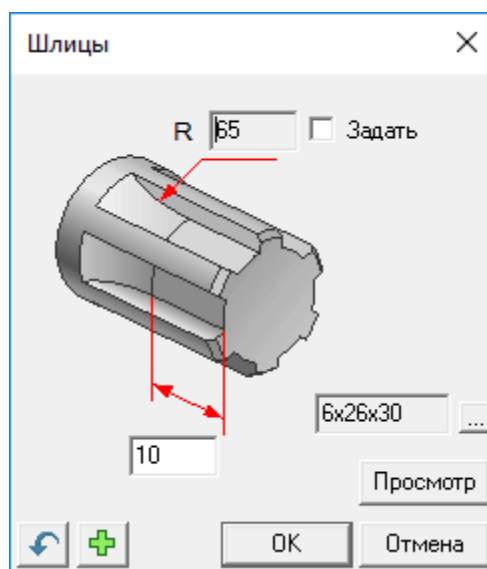 Шлицы
R 65 Задать
6x26x30 ...
10
Просмотр
OK Отмена